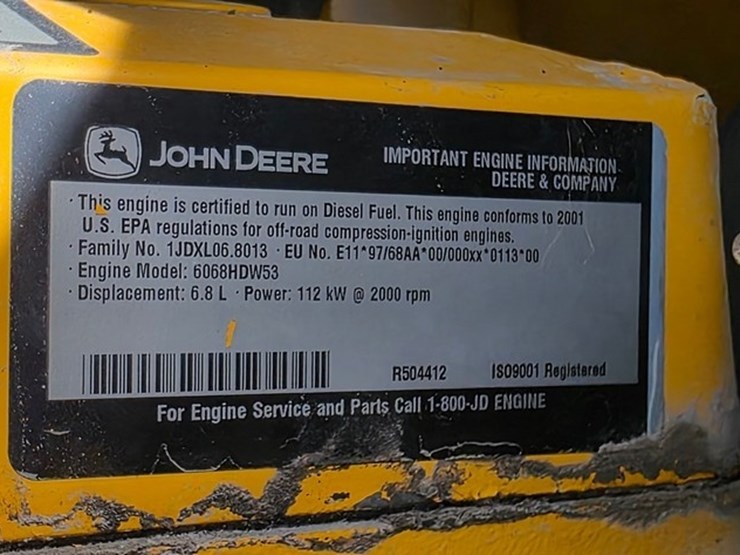 JOHN DEERE
IMPORTANT ENGINE INFORMATION
DEERE & COMPANY
· This engine is certified to run on Diesel Fuel. This engine conforms to 2001
U.S. EPA regulations for off-road compression-ignition engines.
· Family No. 1JDXL06.8013 · EU No. E11*97/68AA*00/000xx*0113*00
· Engine Model: 6068HDW53
· Displacement: 6.8 L · Power: 112 kW @ 2000 rpm
R504412
ISO9001 Registered
For Engine Service and Parts Call 1-800-JD ENGINE